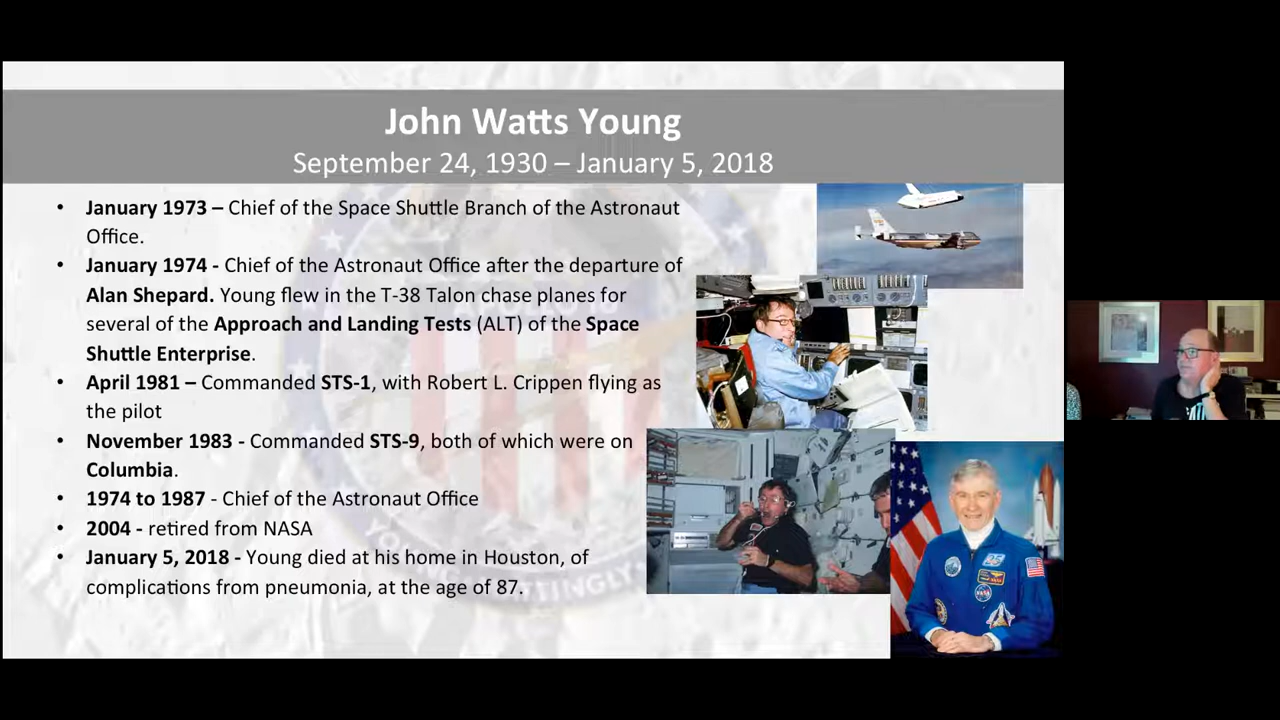 John Watts Young
September 24, 1930 – January 5, 2018
• January 1973 – Chief of the Space Shuttle Branch of the Astronaut
Office.
• January 1974 - Chief of the Astronaut Office after the departure of
Alan Shepard. Young flew in the T-38 Talon chase planes for
several of the Approach and Landing Tests (ALT) of the Space
Shuttle Enterprise.
• April 1981 – Commanded STS-1, with Robert L. Crippen flying as
the pilot
• November 1983 - Commanded STS-9, both of which were on
Columbia.
• 1974 to 1987 - Chief of the Astronaut Office
• 2004 - retired from NASA
• January 5, 2018 - Young died at his home in Houston, of
complications from pneumonia, at the age of 87.